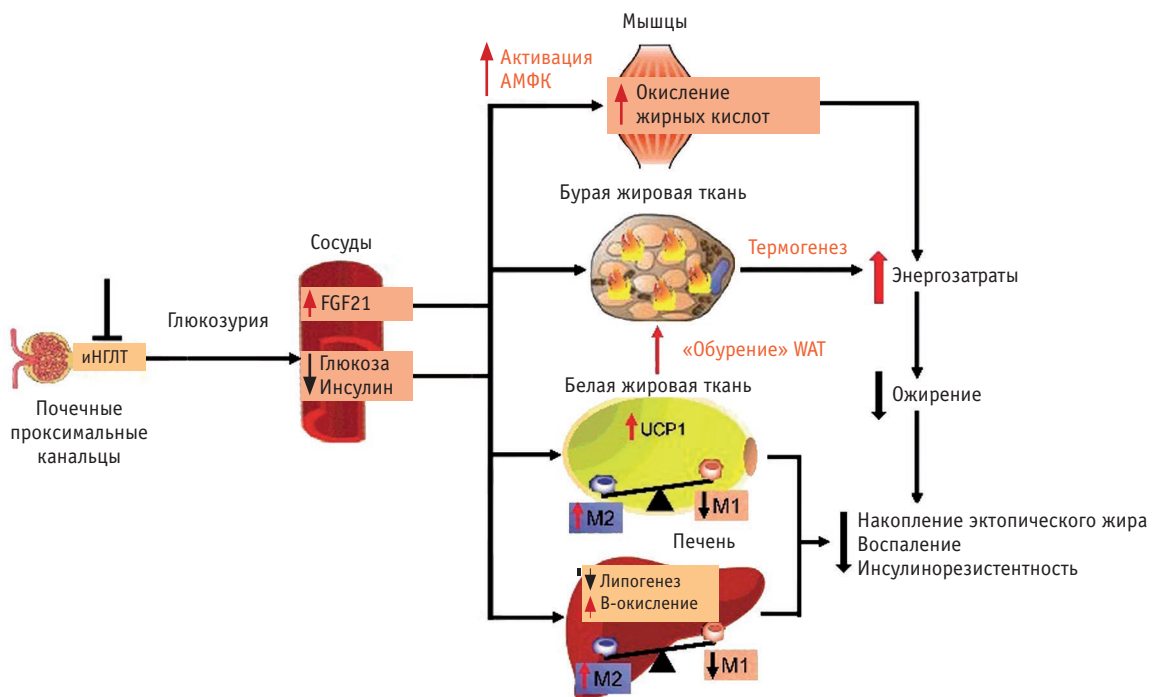 Мышцы
Активация
АМФК
Окисление
жирных кислот
Бурая жировая ткань
Сосуды
Термогенез
Энергозатраты
FGF21
Глюкозурия
иНГЛТ
Глюкоза
Инсулин
«Обурение» WAT
Белая жировая ткань
Ожирение
Почечные
проксимальные
канальцы
UCP1
M2
M1
Печень
Накопление эктопического жира
Воспаление
Инсулинорезистентность
Липогенез
В-окисление
M2
M1